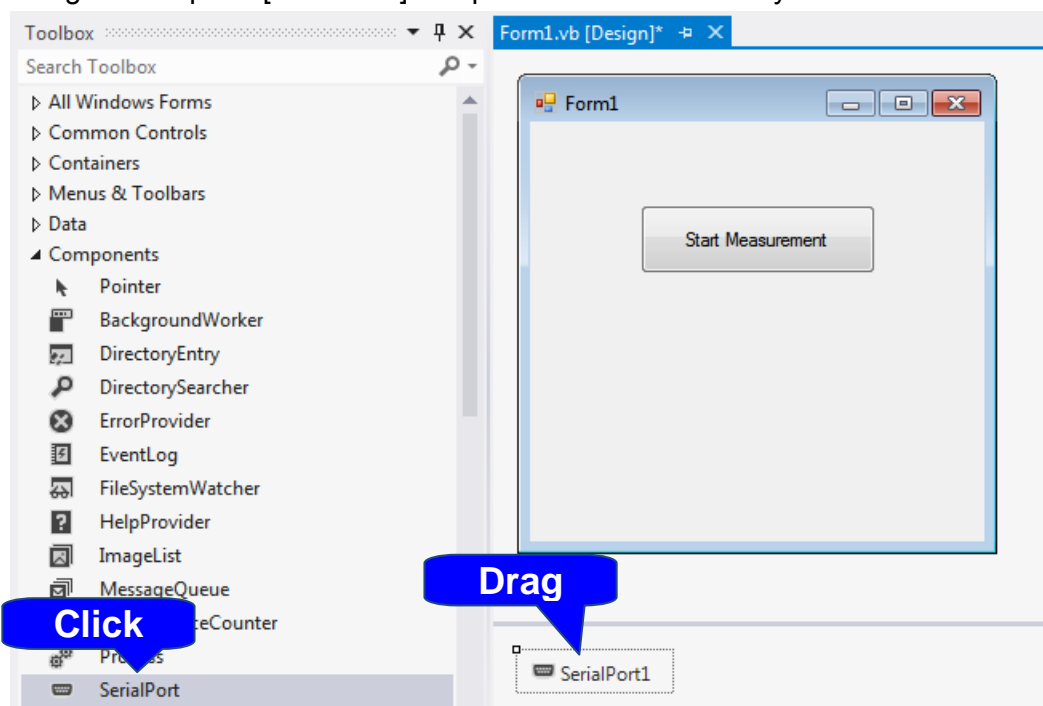 Toolbox
Search Toolbox
All Windows Forms
Common Controls
Containers
Menus & Toolbars
Data
Components
Pointer
BackgroundWorker
DirectoryEntry
DirectorySearcher
ErrorProvider
EventLog
FileSystemWatcher
HelpProvider
ImageList
MessageQueue
Click
SerialPort
Form1.vb [Design]*
Form1
Start Measurement
Drag
SerialPort1